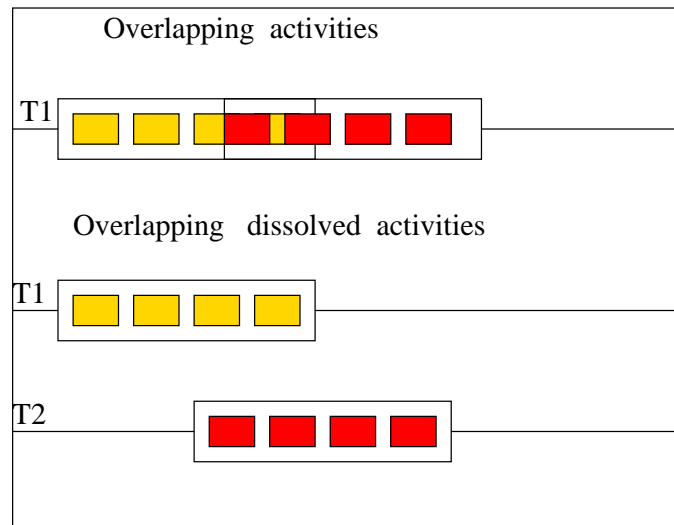 Overlapping activities
T1
Overlapping dissolved activities
T1
T2